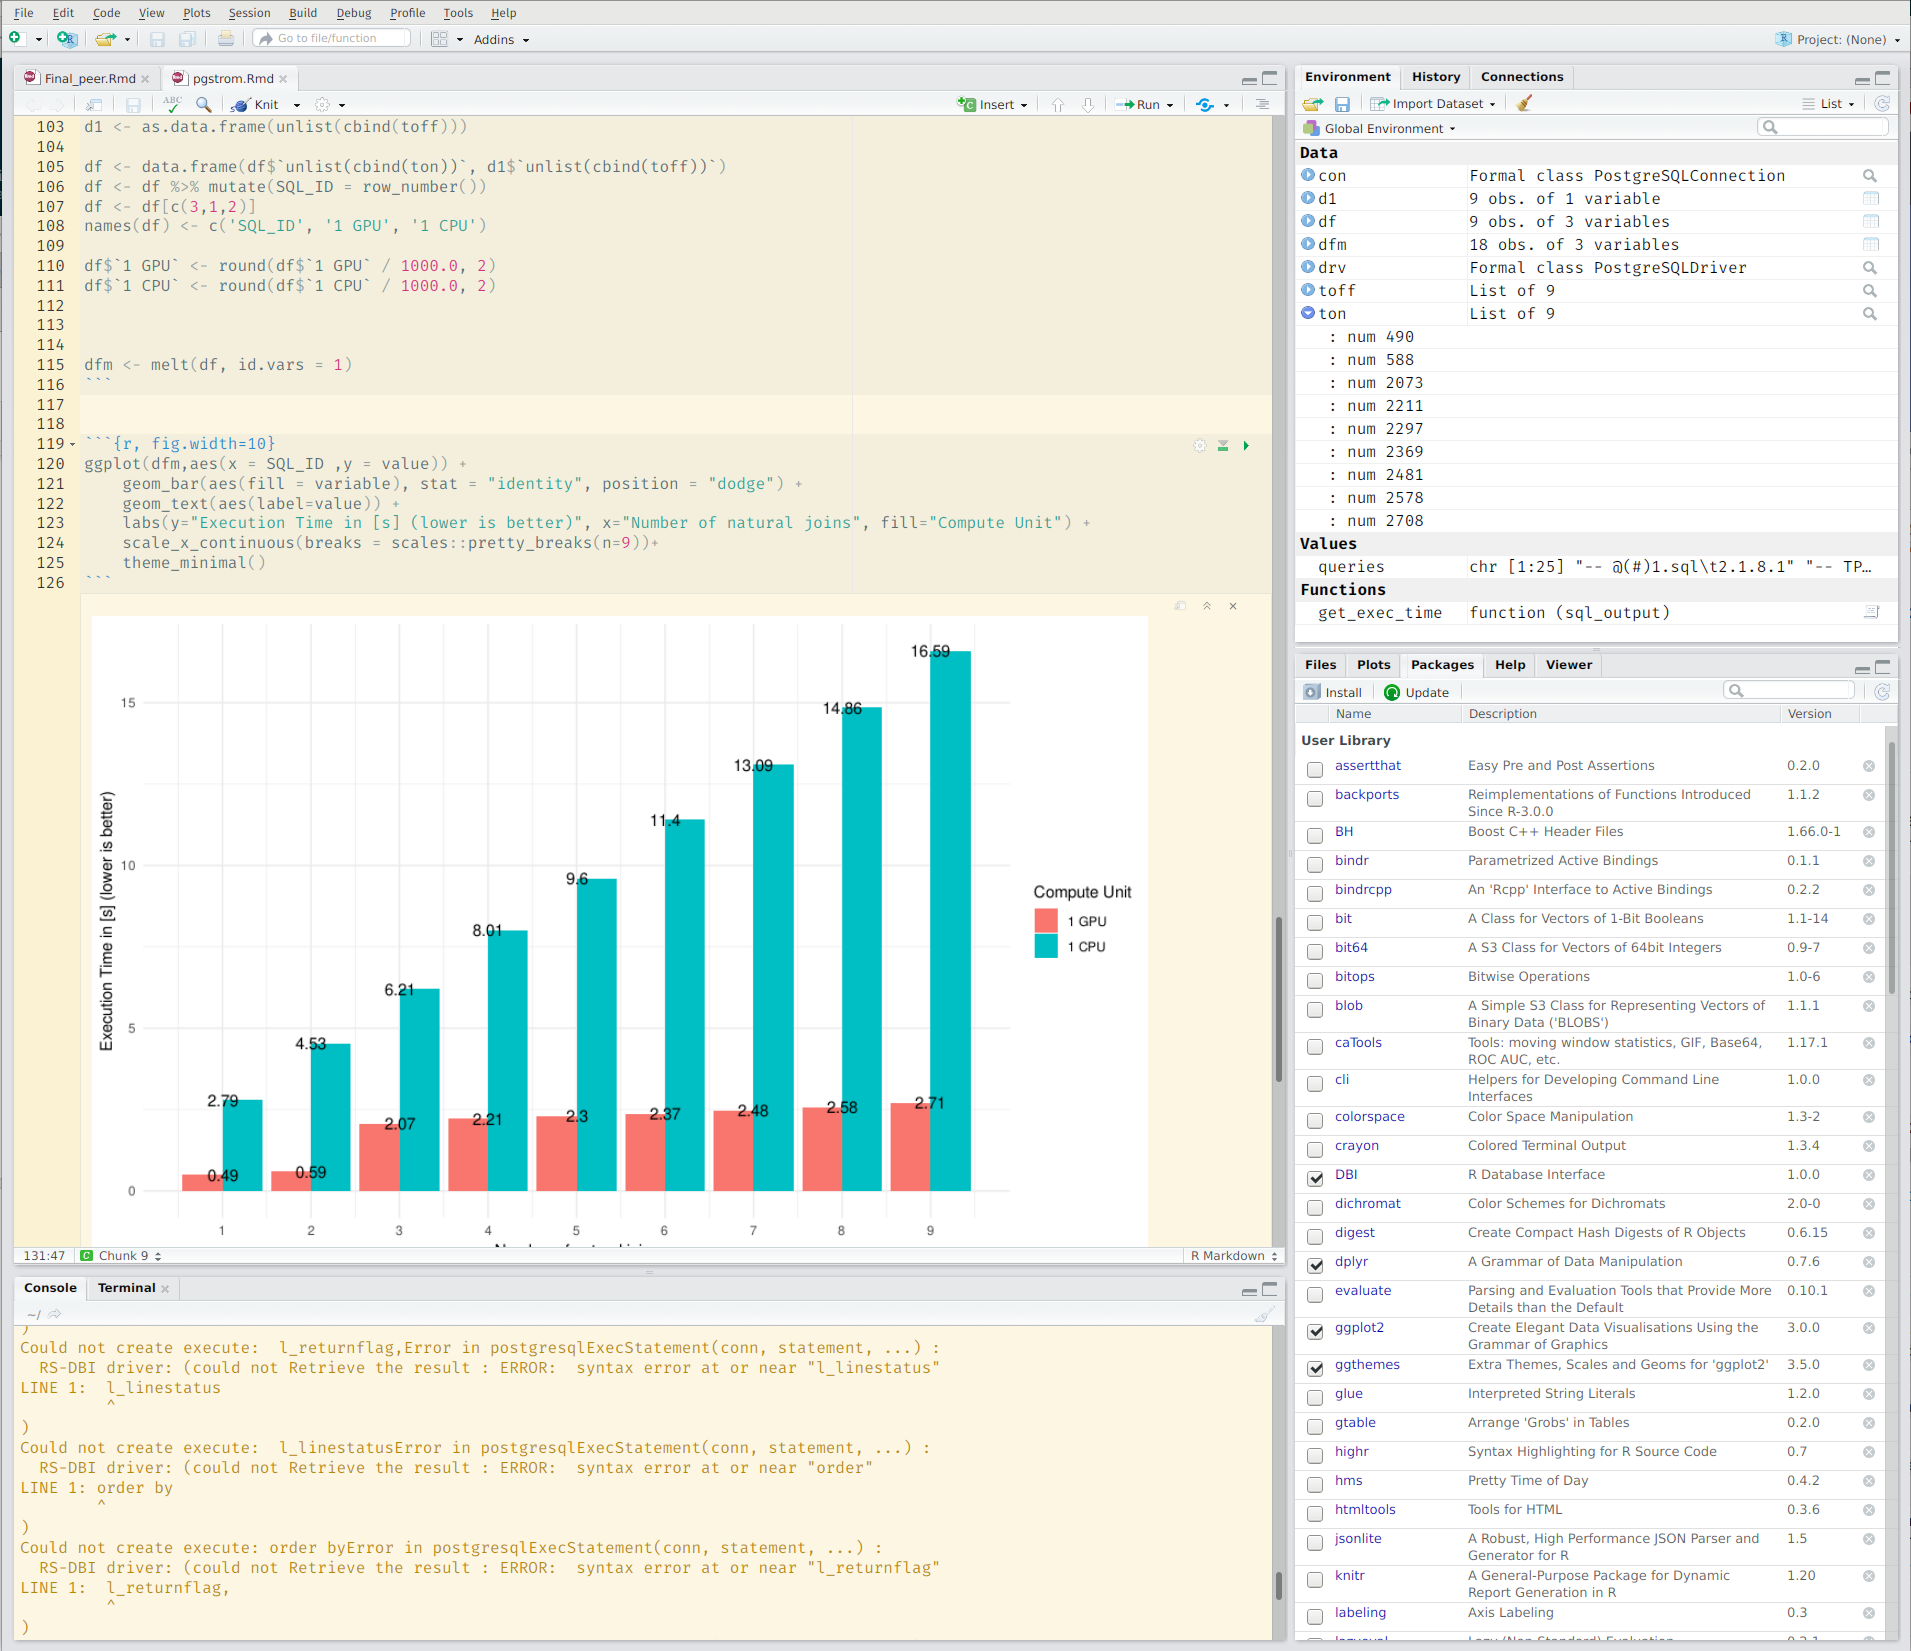 File Edit Code View Plots Session Build Debug Profile Tools Help
Go to file/function Addins Project: (None)
Final_peer.Rmd pgstrom.Rmd
ABC Knit Insert Run
103 d1 <- as.data.frame(unlist(cbind(toff)))
104
105 df <- data.frame(df$`unlist(cbind(ton))`, d1$`unlist(cbind(toff))`)
106 df <- df %>% mutate(SQL_ID = row_number())
107 df <- df[c(3,1,2)]
108 names(df) <- c('SQL_ID', '1 GPU', '1 CPU')
109
110 df$`1 GPU` <- round(df$`1 GPU` / 1000.0, 2)
111 df$`1 CPU` <- round(df$`1 CPU` / 1000.0, 2)
112
113
114
115 dfm <- melt(df, id.vars = 1)
116 ```
117
118
119 ```{r, fig.width=10}
120 ggplot(dfm,aes(x = SQL_ID ,y = value)) +
121 geom_bar(aes(fill = variable), stat = "identity", position = "dodge") +
122 geom_text(aes(label=value)) +
123 labs(y="Execution Time in [s] (lower is better)", x="Number of natural joins", fill="Compute Unit") +
124 scale_x_continuous(breaks = scales::pretty_breaks(n=9))+
125 theme_minimal()
126 ```
Execution Time in [s] (lower is better)
15
10
5
0
2.79 4.53 6.21 8.01 9.6 11.4 13.09 14.86 16.59
0.49 0.59 2.07 2.21 2.3 2.37 2.48 2.58 2.71
1 2 3 4 5 6 7 8 9
Compute Unit
1 GPU
1 CPU
131:47 C Chunk 9 R Markdown
Console Terminal
~/
)
Could not create execute: l_returnflag,Error in postgresqlExecStatement(conn, statement, ...) :
RS-DBI driver: (could not Retrieve the result : ERROR: syntax error at or near "l_linestatus"
LINE 1: l_linestatus
^
)
Could not create execute: l_linestatusError in postgresqlExecStatement(conn, statement, ...) :
RS-DBI driver: (could not Retrieve the result : ERROR: syntax error at or near "order"
LINE 1: order by
^
)
Could not create execute: order byError in postgresqlExecStatement(conn, statement, ...) :
RS-DBI driver: (could not Retrieve the result : ERROR: syntax error at or near "l_returnflag"
LINE 1: l_returnflag,
^
)
Environment History Connections
Import Dataset List
Global Environment
Data
con Formal class PostgreSQLConnection
d1 9 obs. of 1 variable
df 9 obs. of 3 variables
dfm 18 obs. of 3 variables
drv Formal class PostgreSQLDriver
toff List of 9
ton List of 9
: num 490
: num 588
: num 2073
: num 2211
: num 2297
: num 2369
: num 2481
: num 2578
: num 2708
Values
queries chr [1:25] "-- @(#)1.sql\t2.1.8.1" "-- TP…
Functions
get_exec_time function (sql_output)
Files Plots Packages Help Viewer
Install Update
Name Description Version
User Library
assertthat Easy Pre and Post Assertions 0.2.0
backports Reimplementations of Functions Introduced 1.1.2
Since R-3.0.0
BH Boost C++ Header Files 1.66.0-1
bindr Parametrized Active Bindings 0.1.1
bindrcpp An 'Rcpp' Interface to Active Bindings 0.2.2
bit A Class for Vectors of 1-Bit Booleans 1.1-14
bit64 A S3 Class for Vectors of 64bit Integers 0.9-7
bitops Bitwise Operations 1.0-6
blob A Simple S3 Class for Representing Vectors of 1.1.1
Binary Data ('BLOBS')
caTools Tools: moving window statistics, GIF, Base64, 1.17.1
ROC AUC, etc.
cli Helpers for Developing Command Line 1.0.0
Interfaces
colorspace Color Space Manipulation 1.3-2
crayon Colored Terminal Output 1.3.4
DBI R Database Interface 1.0.0
dichromat Color Schemes for Dichromats 2.0-0
digest Create Compact Hash Digests of R Objects 0.6.15
dplyr A Grammar of Data Manipulation 0.7.6
evaluate Parsing and Evaluation Tools that Provide More 0.10.1
Details than the Default
ggplot2 Create Elegant Data Visualisations Using the 3.0.0
Grammar of Graphics
ggthemes Extra Themes, Scales and Geoms for 'ggplot2' 3.5.0
glue Interpreted String Literals 1.2.0
gtable Arrange 'Grobs' in Tables 0.2.0
highr Syntax Highlighting for R Source Code 0.7
hms Pretty Time of Day 0.4.2
htmltools Tools for HTML 0.3.6
jsonlite A Robust, High Performance JSON Parser and 1.5
Generator for R
knitr A General-Purpose Package for Dynamic 1.20
Report Generation in R
labeling Axis Labeling 0.3